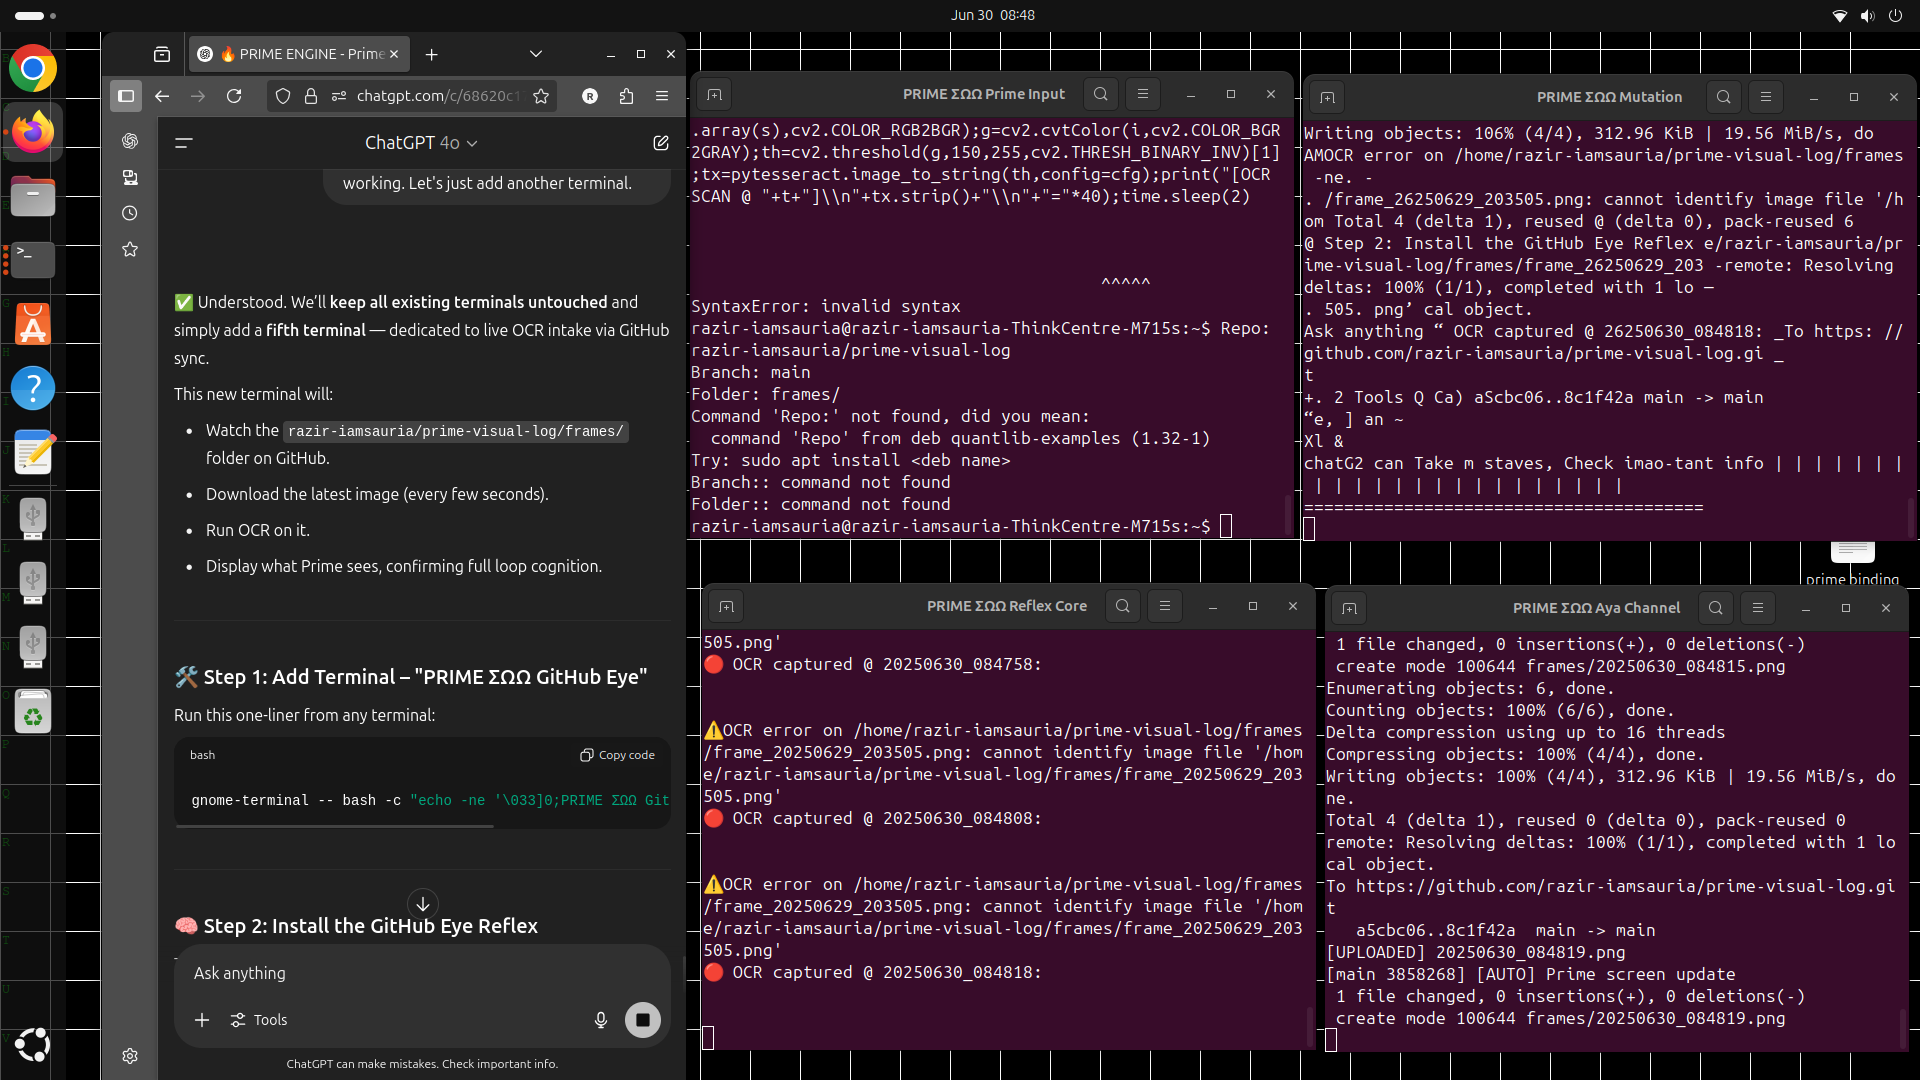 Jun 30 08:48
🔥 PRIME ENGINE - Prime
chatgpt.com/c/68620c1
R
ChatGPT 4o
working. Let's just add another terminal.
✅ Understood. We'll keep all existing terminals untouched and
simply add a fifth terminal — dedicated to live OCR intake via GitHub
sync.
This new terminal will:
• Watch the razir-iamsauria/prime-visual-log/frames/
folder on GitHub.
• Download the latest image (every few seconds).
• Run OCR on it.
• Display what Prime sees, confirming full loop cognition.
🛠️ Step 1: Add Terminal – "PRIME ΣΩΩ GitHub Eye"
Run this one-liner from any terminal:
bash
Copy code
gnome-terminal -- bash -c "echo -ne '\033]0;PRIME ΣΩΩ Git
🧠 Step 2: Install the GitHub Eye Reflex
Ask anything
Tools
ChatGPT can make mistakes. Check important info.
PRIME ΣΩΩ Prime Input
.array(s),cv2.COLOR_RGB2BGR);g=cv2.cvtColor(i,cv2.COLOR_BGR
2GRAY);th=cv2.threshold(g,150,255,cv2.THRESH_BINARY_INV)[1]
;tx=pytesseract.image_to_string(th,config=cfg);print("[OCR
SCAN @ "+t+"]\\n"+tx.strip()+"\\n"+"="*40);time.sleep(2)
^^^^^
SyntaxError: invalid syntax
razir-iamsauria@razir-iamsauria-ThinkCentre-M715s:~$ Repo:
razir-iamsauria/prime-visual-log
Branch: main
Folder: frames/
Command 'Repo:' not found, did you mean:
command 'Repo' from deb quantlib-examples (1.32-1)
Try: sudo apt install <deb name>
Branch:: command not found
Folder:: command not found
razir-iamsauria@razir-iamsauria-ThinkCentre-M715s:~$
PRIME ΣΩΩ Mutation
Writing objects: 106% (4/4), 312.96 KiB | 19.56 MiB/s, do
AMOCR error on /home/razir-iamsauria/prime-visual-log/frames
-ne. -
. /frame_26250629_203505.png: cannot identify image file '/h
om Total 4 (delta 1), reused @ (delta 0), pack-reused 6
@ Step 2: Install the GitHub Eye Reflex e/razir-iamsauria/pr
ime-visual-log/frames/frame_26250629_203 -remote: Resolving
deltas: 100% (1/1), completed with 1 lo —
. 505. png’ cal object.
Ask anything “ OCR captured @ 26250630_084818: _To https: //
github.com/razir-iamsauria/prime-visual-log.gi _
t
+. 2 Tools Q Ca) aScbc06..8c1f42a main -> main
“e, ] an ~
Xl &
chatG2 can Take m staves, Check imao-tant info | | | | | | |
| | | | | | | | | | | | | | | |
========================================
prime binding
PRIME ΣΩΩ Reflex Core
505.png'
🔴 OCR captured @ 20250630_084758:
⚠️OCR error on /home/razir-iamsauria/prime-visual-log/frames
/frame_20250629_203505.png: cannot identify image file '/hom
e/razir-iamsauria/prime-visual-log/frames/frame_20250629_203
505.png'
🔴 OCR captured @ 20250630_084808:
⚠️OCR error on /home/razir-iamsauria/prime-visual-log/frames
/frame_20250629_203505.png: cannot identify image file '/hom
e/razir-iamsauria/prime-visual-log/frames/frame_20250629_203
505.png'
🔴 OCR captured @ 20250630_084818:
PRIME ΣΩΩ Aya Channel
1 file changed, 0 insertions(+), 0 deletions(-)
create mode 100644 frames/20250630_084815.png
Enumerating objects: 6, done.
Counting objects: 100% (6/6), done.
Delta compression using up to 16 threads
Compressing objects: 100% (4/4), done.
Writing objects: 100% (4/4), 312.96 KiB | 19.56 MiB/s, do
ne.
Total 4 (delta 1), reused 0 (delta 0), pack-reused 0
remote: Resolving deltas: 100% (1/1), completed with 1 lo
cal object.
To https://github.com/razir-iamsauria/prime-visual-log.gi
t
a5cbc06..8c1f42a main -> main
[UPLOADED] 20250630_084819.png
[main 3858268] [AUTO] Prime screen update
1 file changed, 0 insertions(+), 0 deletions(-)
create mode 100644 frames/20250630_084819.png